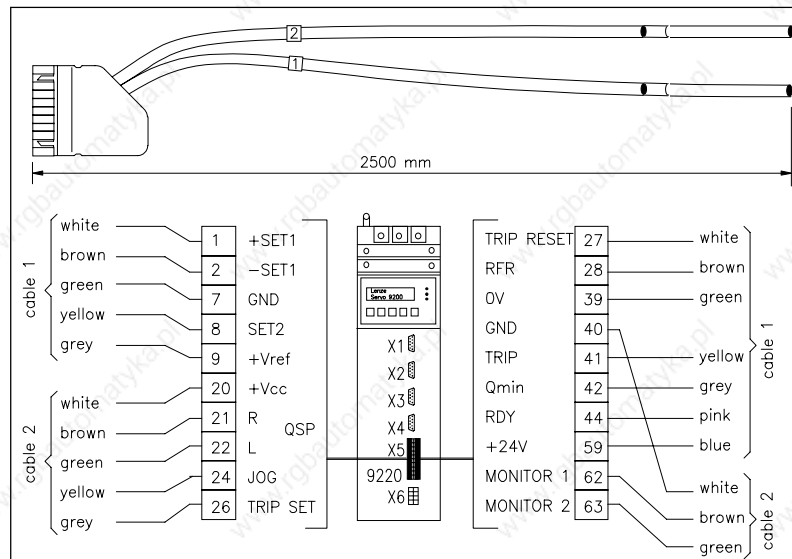 2
1
2500 mm
cable 1
white
brown
green
yellow
grey
cable 2
white
brown
green
yellow
grey
1 +SET1
2 −SET1
7 GND
8 SET2
9 +Vref
20 +Vcc
21 R
QSP
22 L
24 JOG
26 TRIP SET
Lenze
Servo 9200
X1
X2
X3
X4
X5
9220
X6
TRIP RESET 27
RFR 28
0V 39
GND 40
TRIP 41
Qmin 42
RDY 44
+24V 59
MONITOR 1 62
MONITOR 2 63
white
brown
green
yellow
grey
pink
blue
cable 1
white
brown
green
cable 2
www.rgbautomatyka.pl